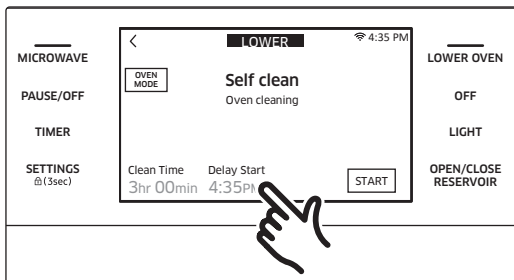 MICROWAVE
PAUSE/OFF
TIMER
SETTINGS
(3sec)
LOWER
4:35 PM
OVEN
MODE
Self clean
Oven cleaning
Clean Time
Delay Start
3hr 00min
4:35P
START
LOWER OVEN
OFF
LIGHT
OPEN/CLOSE
RESERVOIR